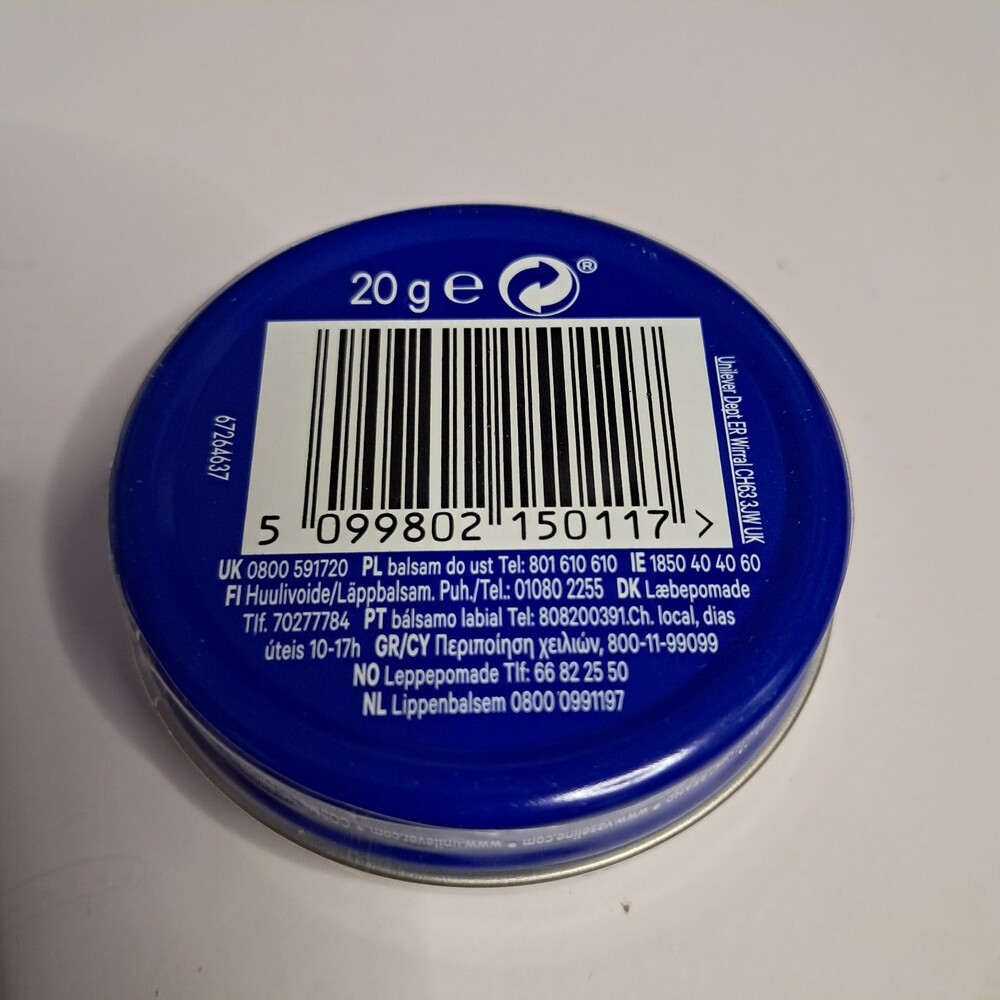 20 g ℮ ®
5 099802 150117 >
67264637
Unilever Dept ER Wirral CH63 3JW UK
UK 0800 591720 PL balsam do ust Tel: 801 610 610 IE 1850 40 40 60
FI Huulivoide/Läppbalsam. Puh./Tel.: 01080 2255 DK Læbepomade
Tlf. 70277784 PT bálsamo labial Tel: 808200391.Ch. local, dias
úteis 10-17h GR/CY Περιποίηση χειλιών, 800-11-99099
NO Leppepomade Tlf: 66 82 25 50
NL Lippenbalsem 0800 0991197
www.vaseline.com • www.unilever.com •